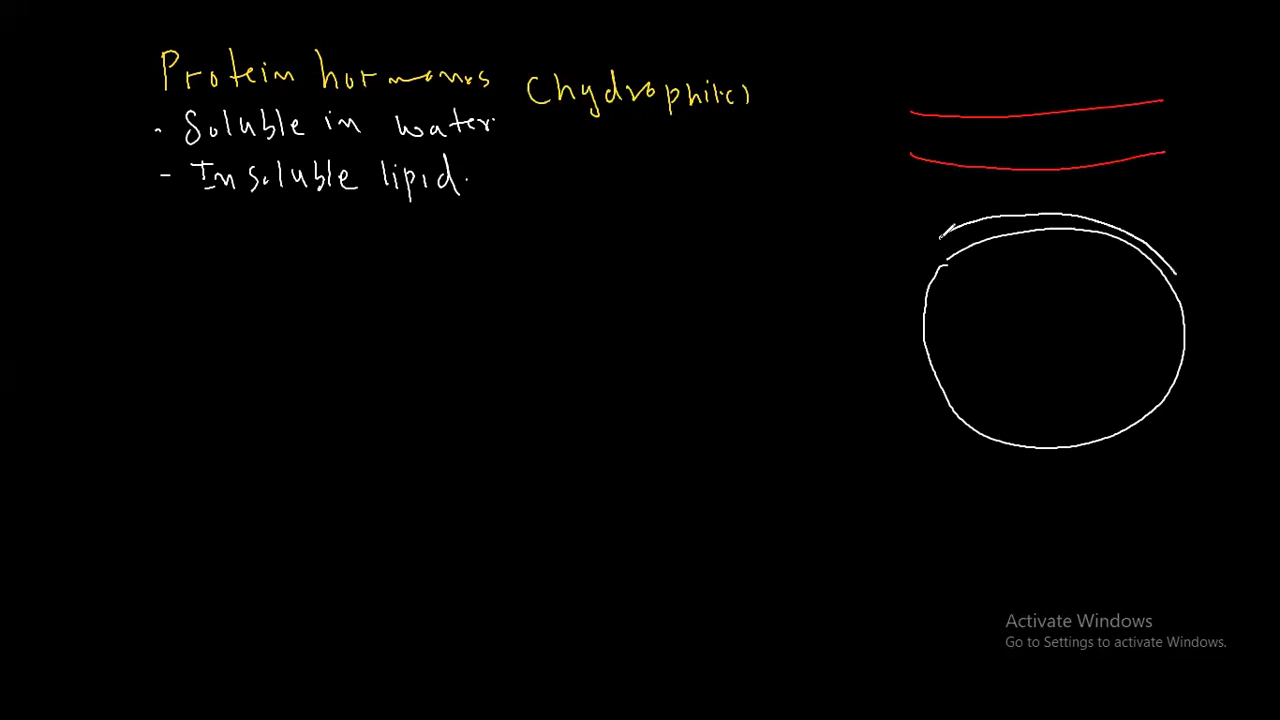 Protein hormones (hydrophilic)
- Soluble in water.
- Insoluble lipid.
Activate Windows
Go to Settings to activate Windows.